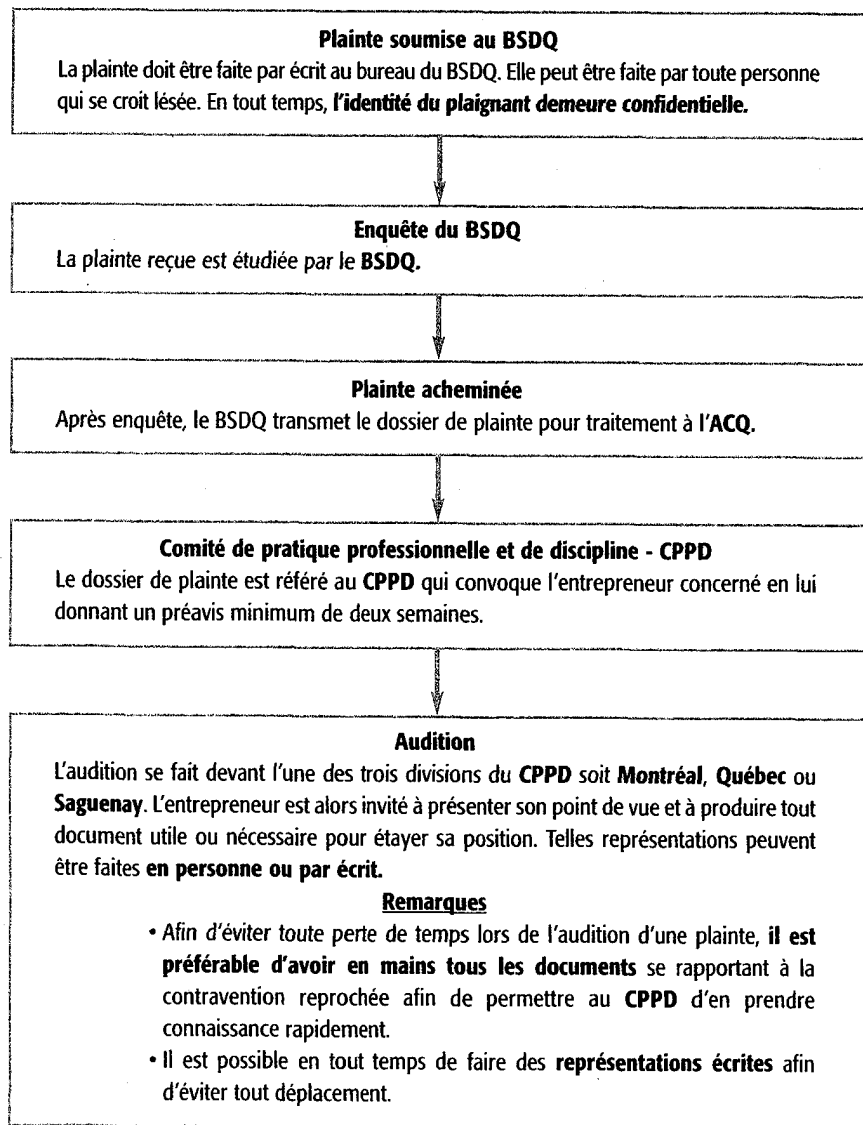 Plainte soumise au BSDQ
La plainte doit être faite par écrit au bureau du BSDQ. Elle peut être faite par toute personne
qui se croit lésée. En tout temps, l'identité du plaignant demeure confidentielle.
Enquête du BSDQ
La plainte reçue est étudiée par le BSDQ.
Plainte acheminée
Après enquête, le BSDQ transmet le dossier de plainte pour traitement à l'ACQ.
Comité de pratique professionnelle et de discipline - CPPD
Le dossier de plainte est référé au CPPD qui convoque l'entrepreneur concerné en lui
donnant un préavis minimum de deux semaines.
Audition
L'audition se fait devant l'une des trois divisions du CPPD soit Montréal, Québec ou
Saguenay. L'entrepreneur est alors invité à présenter son point de vue et à produire tout
document utile ou nécessaire pour étayer sa position. Telles représentations peuvent
être faites en personne ou par écrit.
Remarques
• Afin d'éviter toute perte de temps lors de l'audition d'une plainte, il est
préférable d'avoir en mains tous les documents se rapportant à la
contravention reprochée afin de permettre au CPPD d'en prendre
connaissance rapidement.
• Il est possible en tout temps de faire des représentations écrites afin
d'éviter tout déplacement.